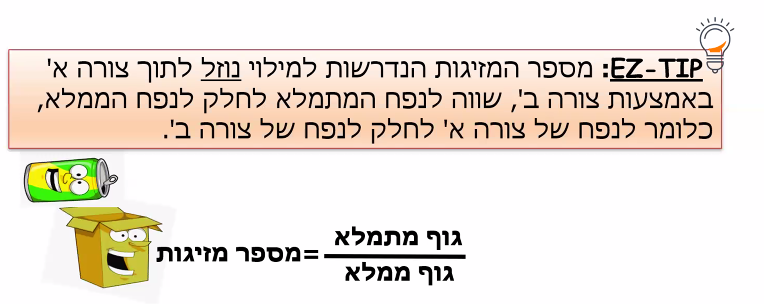 EZ-TIP: מספר המזיגות הנדרשות למילוי נוזל לתוך צורה א'
באמצעות צורה ב', שווה לנפח המתמלא לחלק לנפח הממלא,
כלומר לנפח של צורה א' לחלק לנפח של צורה ב'.
גוף מתמלא
מספר מזיגות=
גוף ממלא